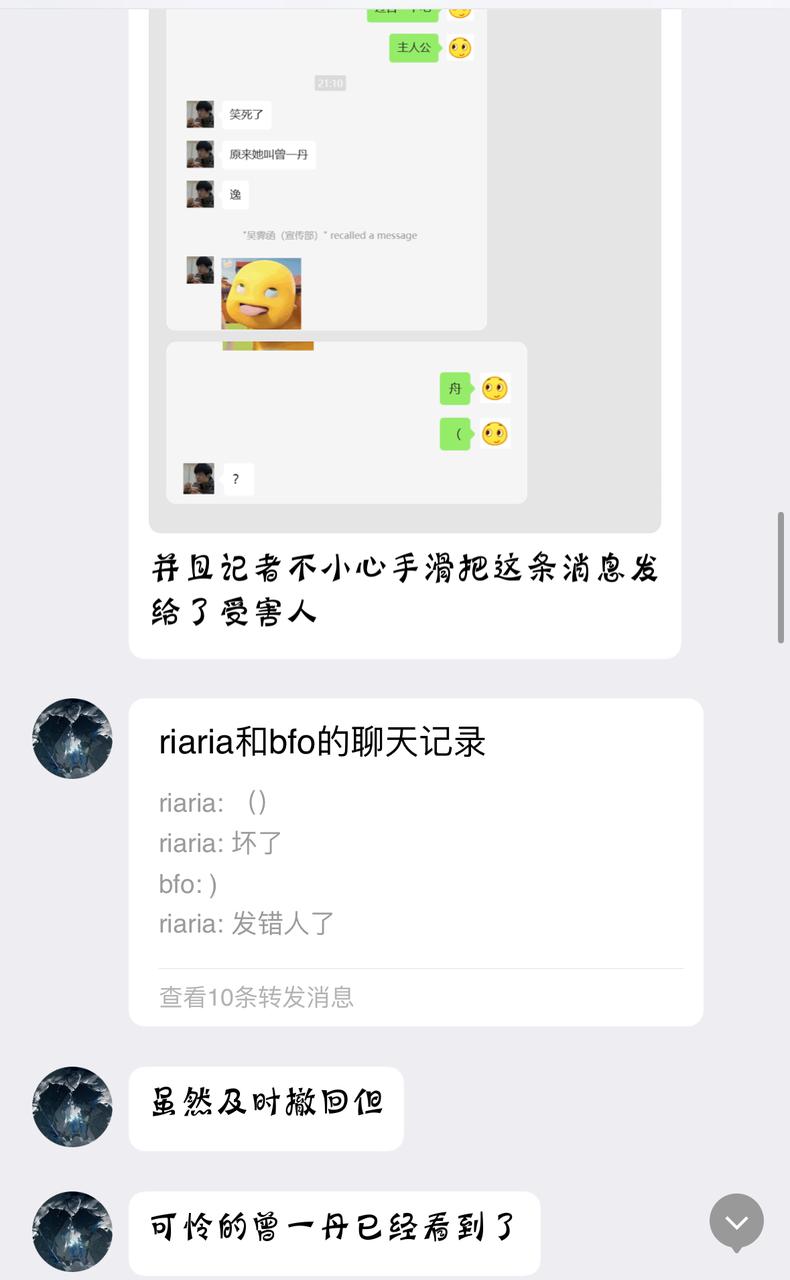 主人公
21:10
笑死了
原来她叫曾一丹
逸
"吴霁函（宣传部）" recalled a message
舟
（
?
并且记者不小心手滑把这条消息发
给了受害人
riaria和bfo的聊天记录
riaria: （）
riaria: 坏了
bfo: )
riaria: 发错人了
查看10条转发消息
虽然及时撤回但
可怜的曾一丹已经看到了